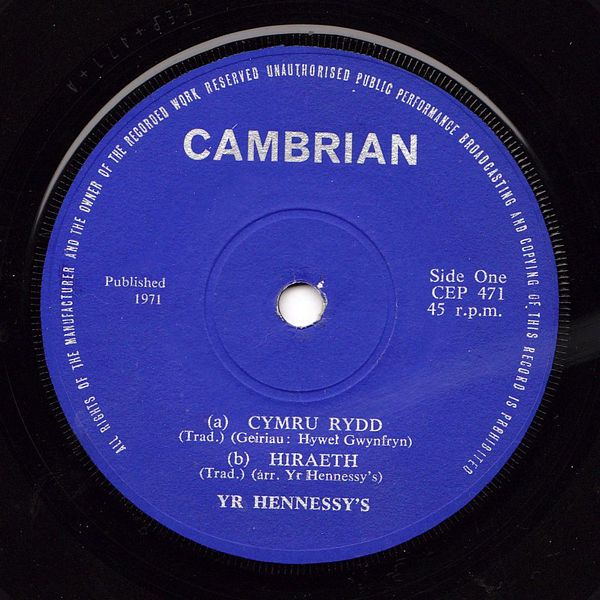 ALL RIGHTS OF THE MANUFACTURER AND THE OWNER OF THE RECORDED WORK RESERVED UNAUTHORISED PUBLIC PERFORMANCE BROADCASTING AND COPYING OF THIS RECORD IS PROHIBITED
CAMBRIAN
Published
1971
Side One
CEP 471
45 r.p.m.
(a) CYMRU RYDD
(Trad.) (Geiriau: Hywel Gwynfryn)
(b) HIRAETH
(Trad.) (arr. Yr Hennessy's)
YR HENNESSY'S